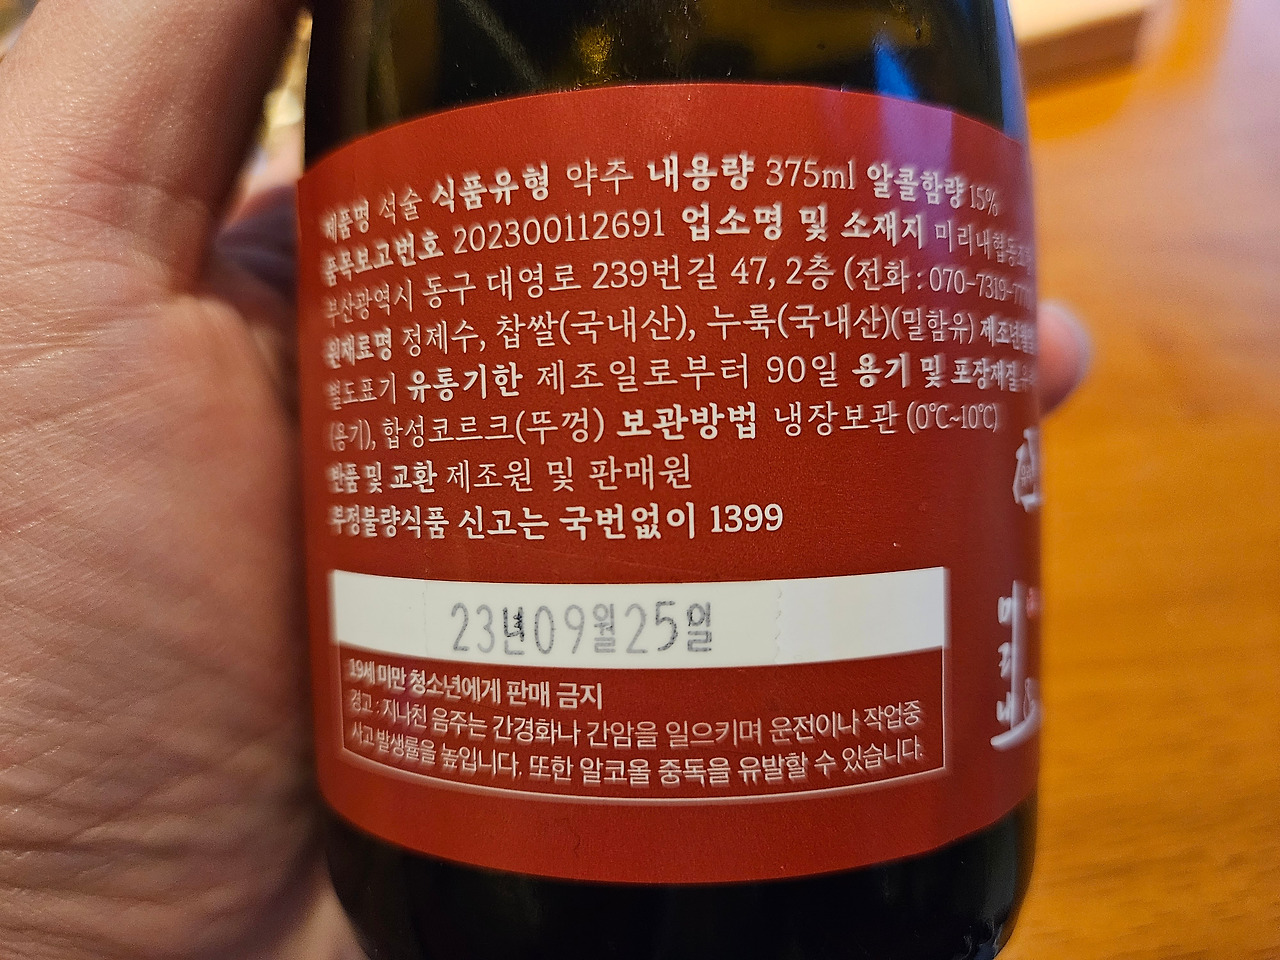 제품명 석술 식품유형 약주 내용량 375ml 알콜함량 15%
품목보고번호 202300112691 업소명 및 소재지 미리내협동조합
부산광역시 동구 대영로 239번길 47, 2층 (전화 : 070-7319-
원재료명 정제수, 찹쌀(국내산), 누룩(국내산)(밀함유) 제조년월일
별도표기 유통기한 제조일로부터 90일 용기 및 포장재질
(용기), 합성코르크(뚜껑) 보관방법 냉장보관 (0℃~10℃)
반품 및 교환 제조원 및 판매원
부정불량식품 신고는 국번없이 1399
23년09월25일
19세 미만 청소년에게 판매 금지
경고 : 지나친 음주는 간경화나 간암을 일으키며 운전이나 작업중
사고 발생률을 높입니다. 또한 알코올 중독을 유발할 수 있습니다.
미리내